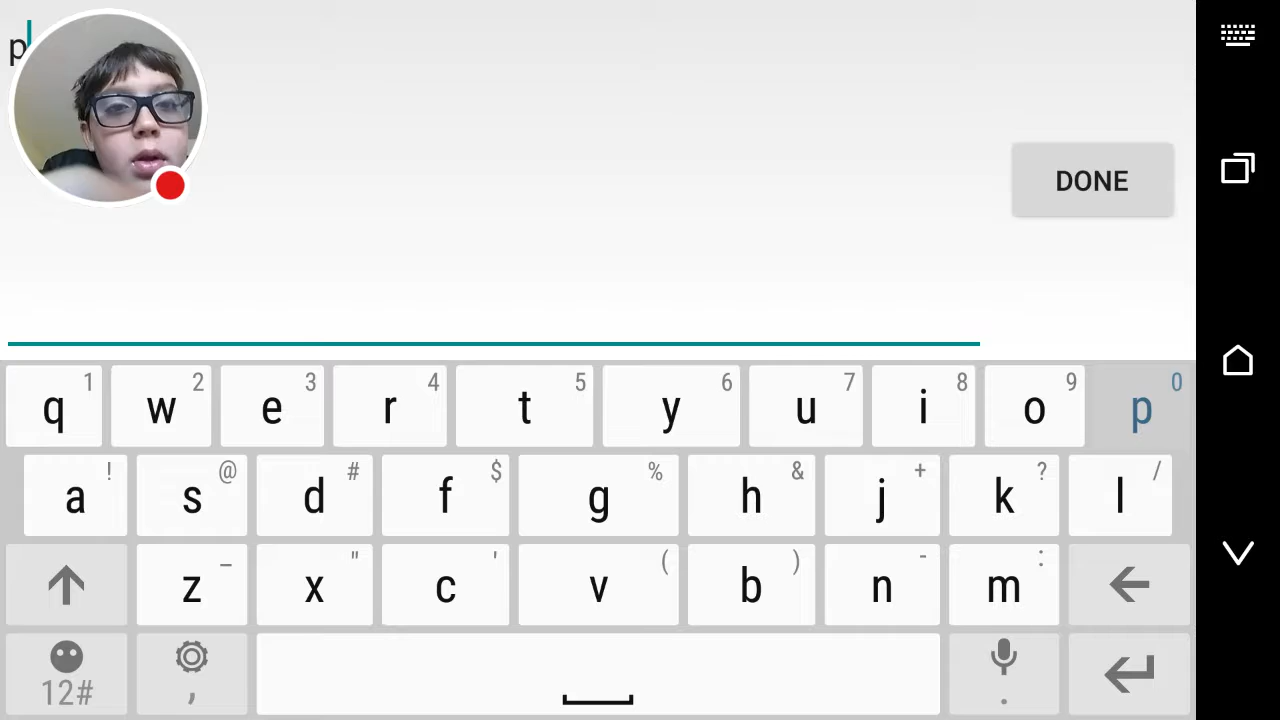 p
DONE
q 1 w 2 e 3 r 4 t 5 y 6 u 7 i 8 o 9 p 0
a ! s @ d # f $ g % h & j + k ? l /
z _ x " c ' v ( b ) n - m :
12# , .